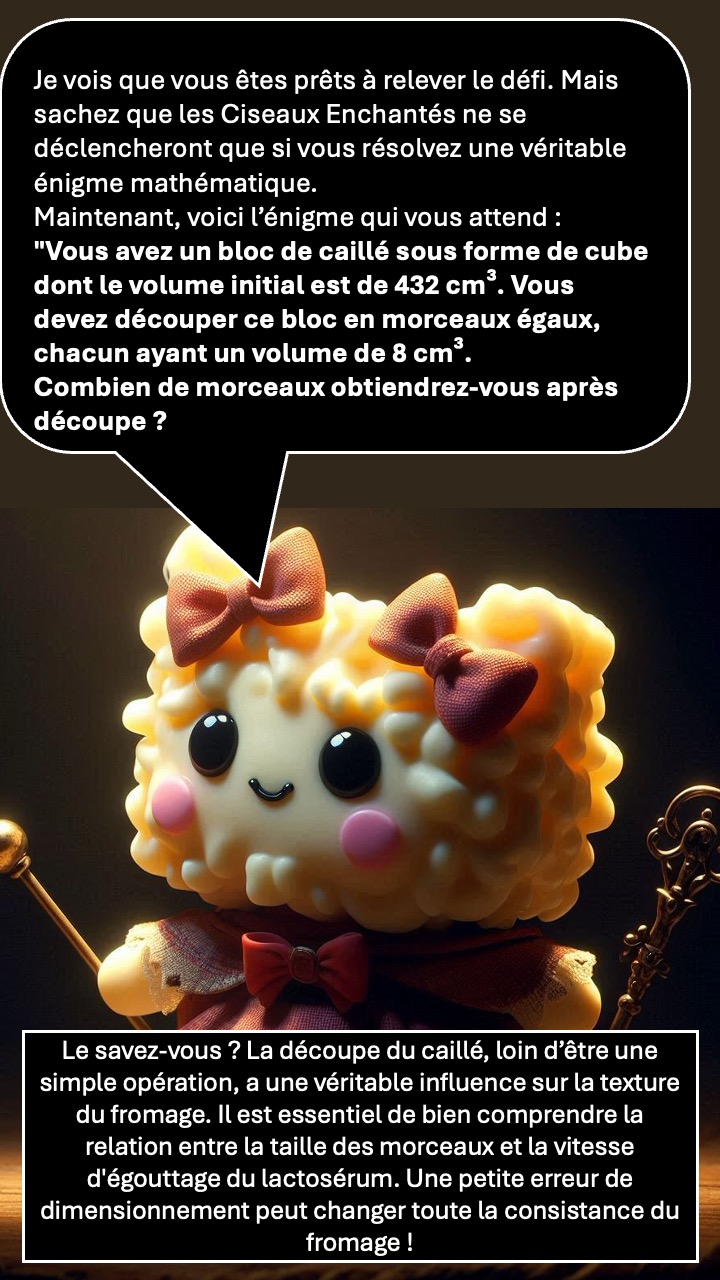 Je vois que vous êtes prêts à relever le défi. Mais
sachez que les Ciseaux Enchantés ne se
déclencheront que si vous résolvez une véritable
énigme mathématique.
Maintenant, voici l’énigme qui vous attend :
"Vous avez un bloc de caillé sous forme de cube
dont le volume initial est de 432 cm³. Vous
devez découper ce bloc en morceaux égaux,
chacun ayant un volume de 8 cm³.
Combien de morceaux obtiendrez-vous après
découpe ?
Le savez-vous ? La découpe du caillé, loin d’être une
simple opération, a une véritable influence sur la texture
du fromage. Il est essentiel de bien comprendre la
relation entre la taille des morceaux et la vitesse
d'égouttage du lactosérum. Une petite erreur de
dimensionnement peut changer toute la consistance du
fromage !